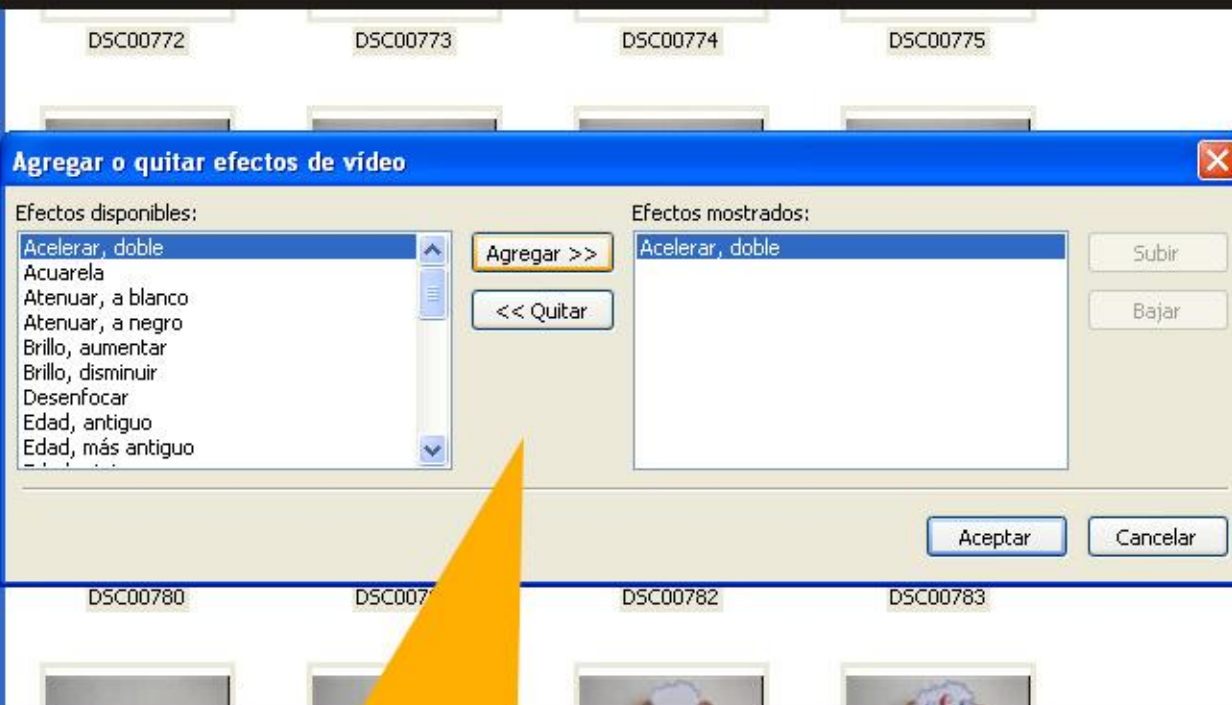 DSC00772 DSC00773 DSC00774 DSC00775
Agregar o quitar efectos de vídeo
Efectos disponibles:
Efectos mostrados:
Acelerar, doble
Acuarela
Atenuar, a blanco
Atenuar, a negro
Brillo, aumentar
Brillo, disminuir
Desenfocar
Edad, antiguo
Edad, más antiguo
Agregar >>
<< Quitar
Acelerar, doble
Subir
Bajar
Aceptar
Cancelar
DSC00780 DSC00782 DSC00783